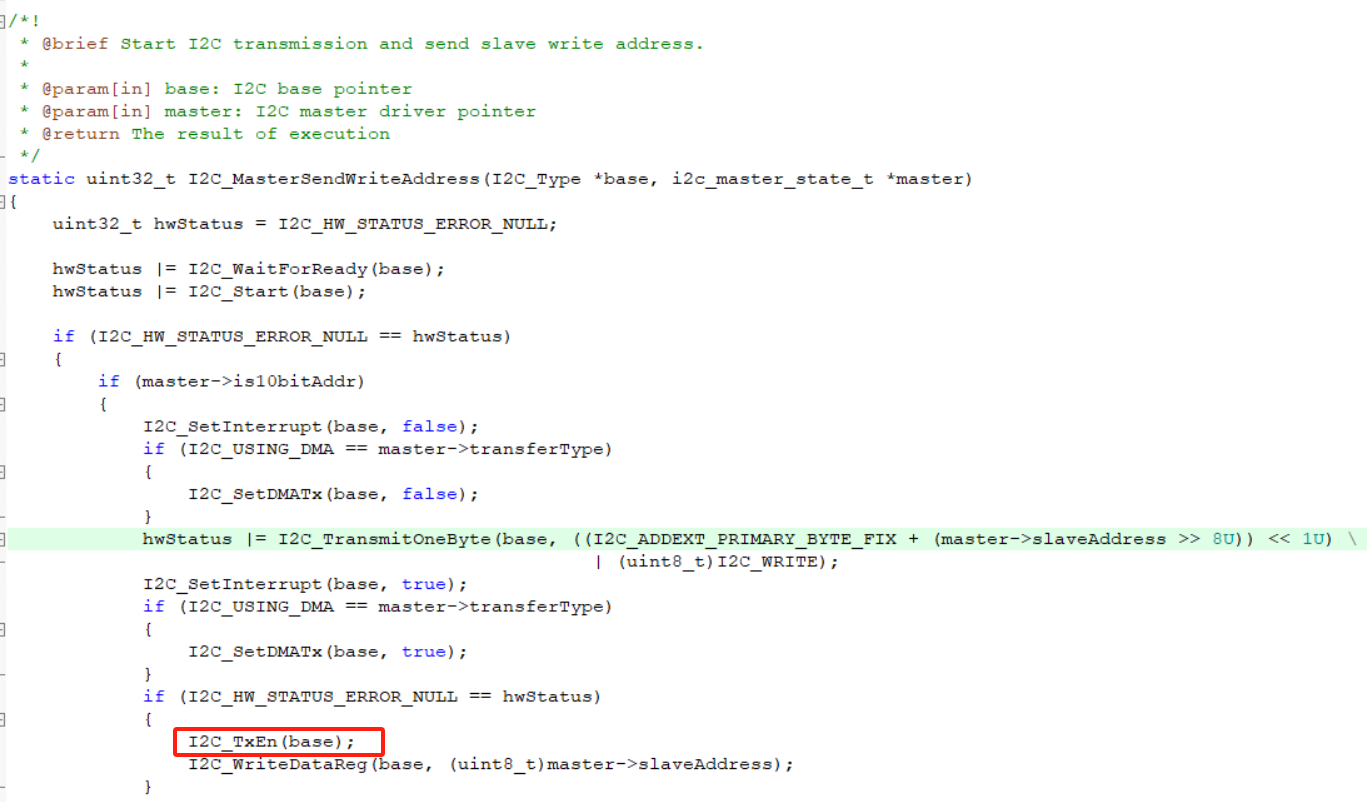 /*!
 * @brief Start I2C transmission and send slave write address.
 *
 * @param[in] base: I2C base pointer
 * @param[in] master: I2C master driver pointer
 * @return The result of execution
 */
static uint32_t I2C_MasterSendWriteAddress(I2C_Type *base, i2c_master_state_t *master)
{
    uint32_t hwStatus = I2C_HW_STATUS_ERROR_NULL;

    hwStatus |= I2C_WaitForReady(base);
    hwStatus |= I2C_Start(base);

    if (I2C_HW_STATUS_ERROR_NULL == hwStatus)
    {
        if (master->is10bitAddr)
        {
            I2C_SetInterrupt(base, false);
            if (I2C_USING_DMA == master->transferType)
            {
                I2C_SetDMATx(base, false);
            }
            hwStatus |= I2C_TransmitOneByte(base, ((I2C_ADDEXT_PRIMARY_BYTE_FIX + (master->slaveAddress >> 8U)) << 1U) \
                                                    | (uint8_t)I2C_WRITE);
            I2C_SetInterrupt(base, true);
            if (I2C_USING_DMA == master->transferType)
            {
                I2C_SetDMATx(base, true);
            }
            if (I2C_HW_STATUS_ERROR_NULL == hwStatus)
            {
                I2C_TxEn(base);
                I2C_WriteDataReg(base, (uint8_t)master->slaveAddress);
            }